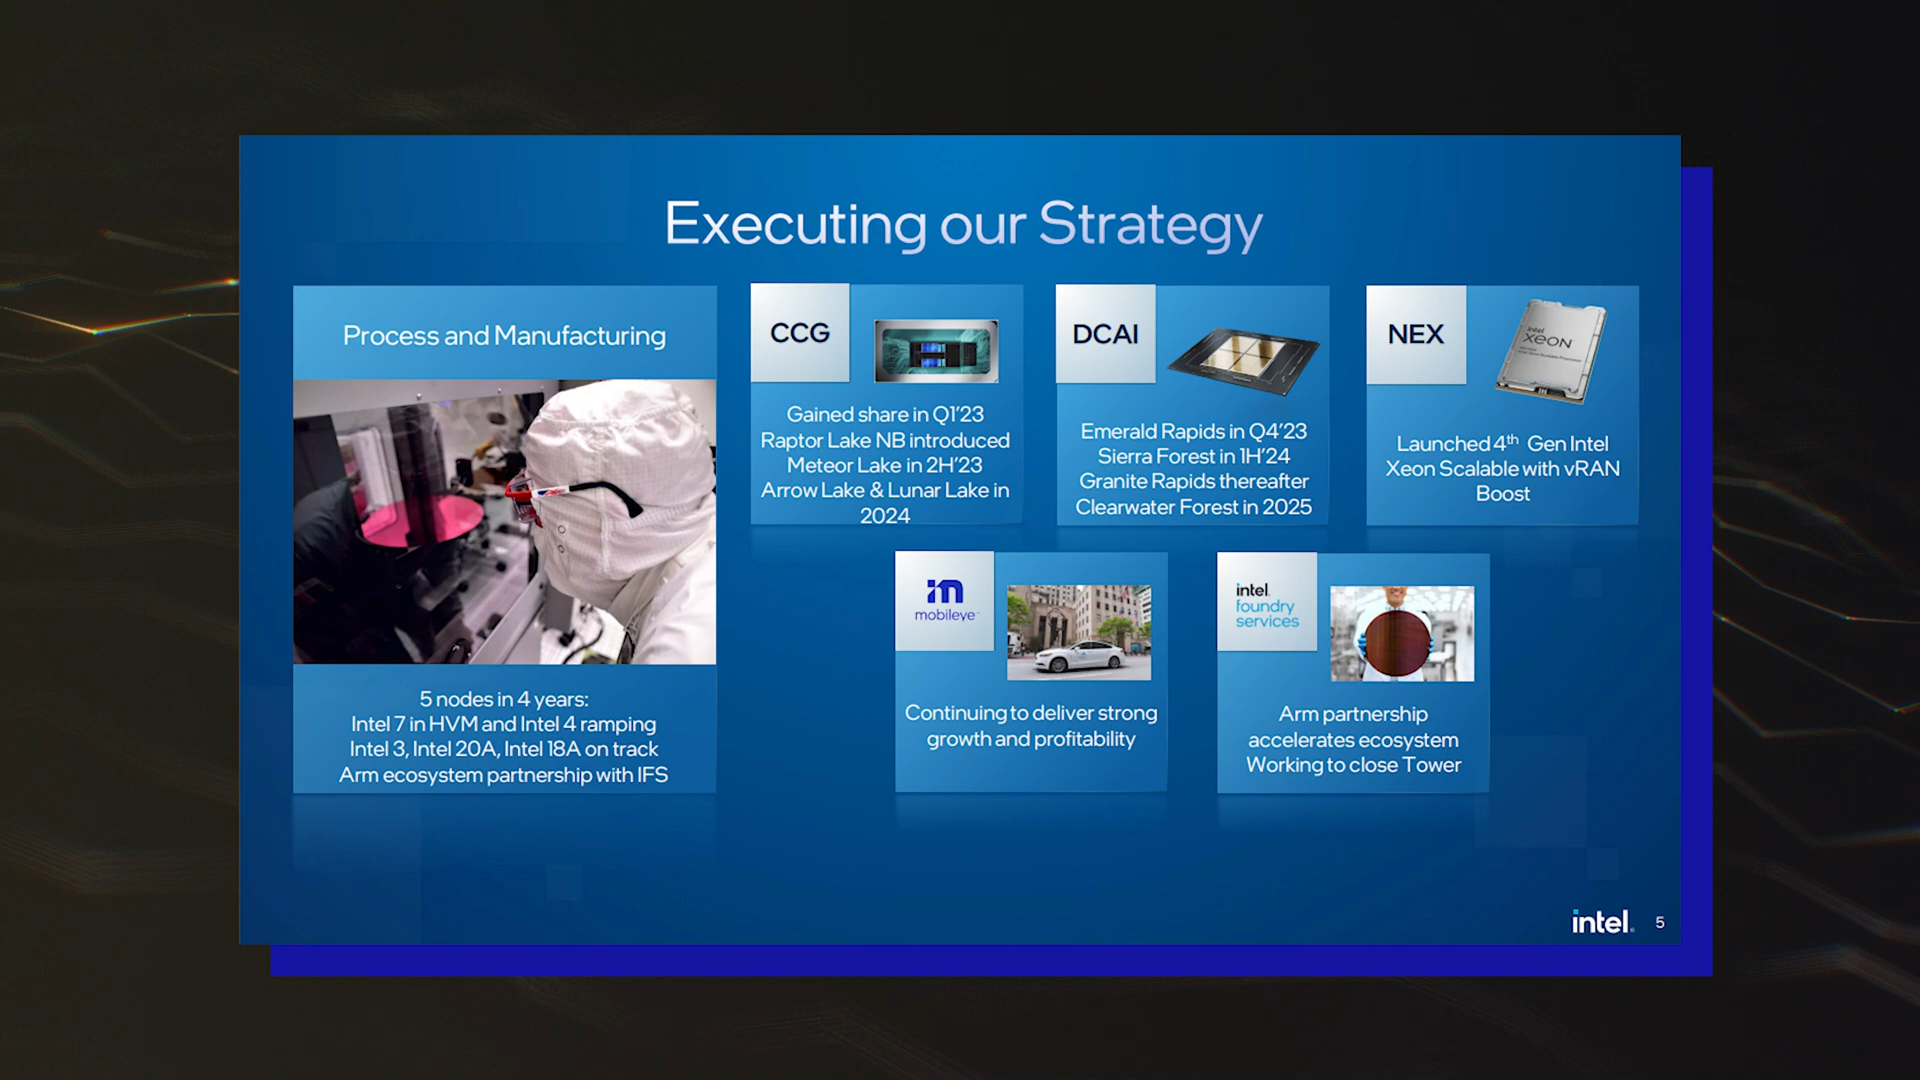 Executing our Strategy
Process and Manufacturing
5 nodes in 4 years:
Intel 7 in HVM and Intel 4 ramping
Intel 3, Intel 20A, Intel 18A on track
Arm ecosystem partnership with IFS
CCG
Gained share in Q1'23
Raptor Lake NB introduced
Meteor Lake in 2H'23
Arrow Lake & Lunar Lake in
2024
DCAI
Emerald Rapids in Q4'23
Sierra Forest in 1H'24
Granite Rapids thereafter
Clearwater Forest in 2025
NEX
intel
XEON
Launched 4th Gen Intel
Xeon Scalable with vRAN
Boost
mobileye™
Continuing to deliver strong
growth and profitability
intel.
foundry
services
Arm partnership
accelerates ecosystem
Working to close Tower
intel.
5